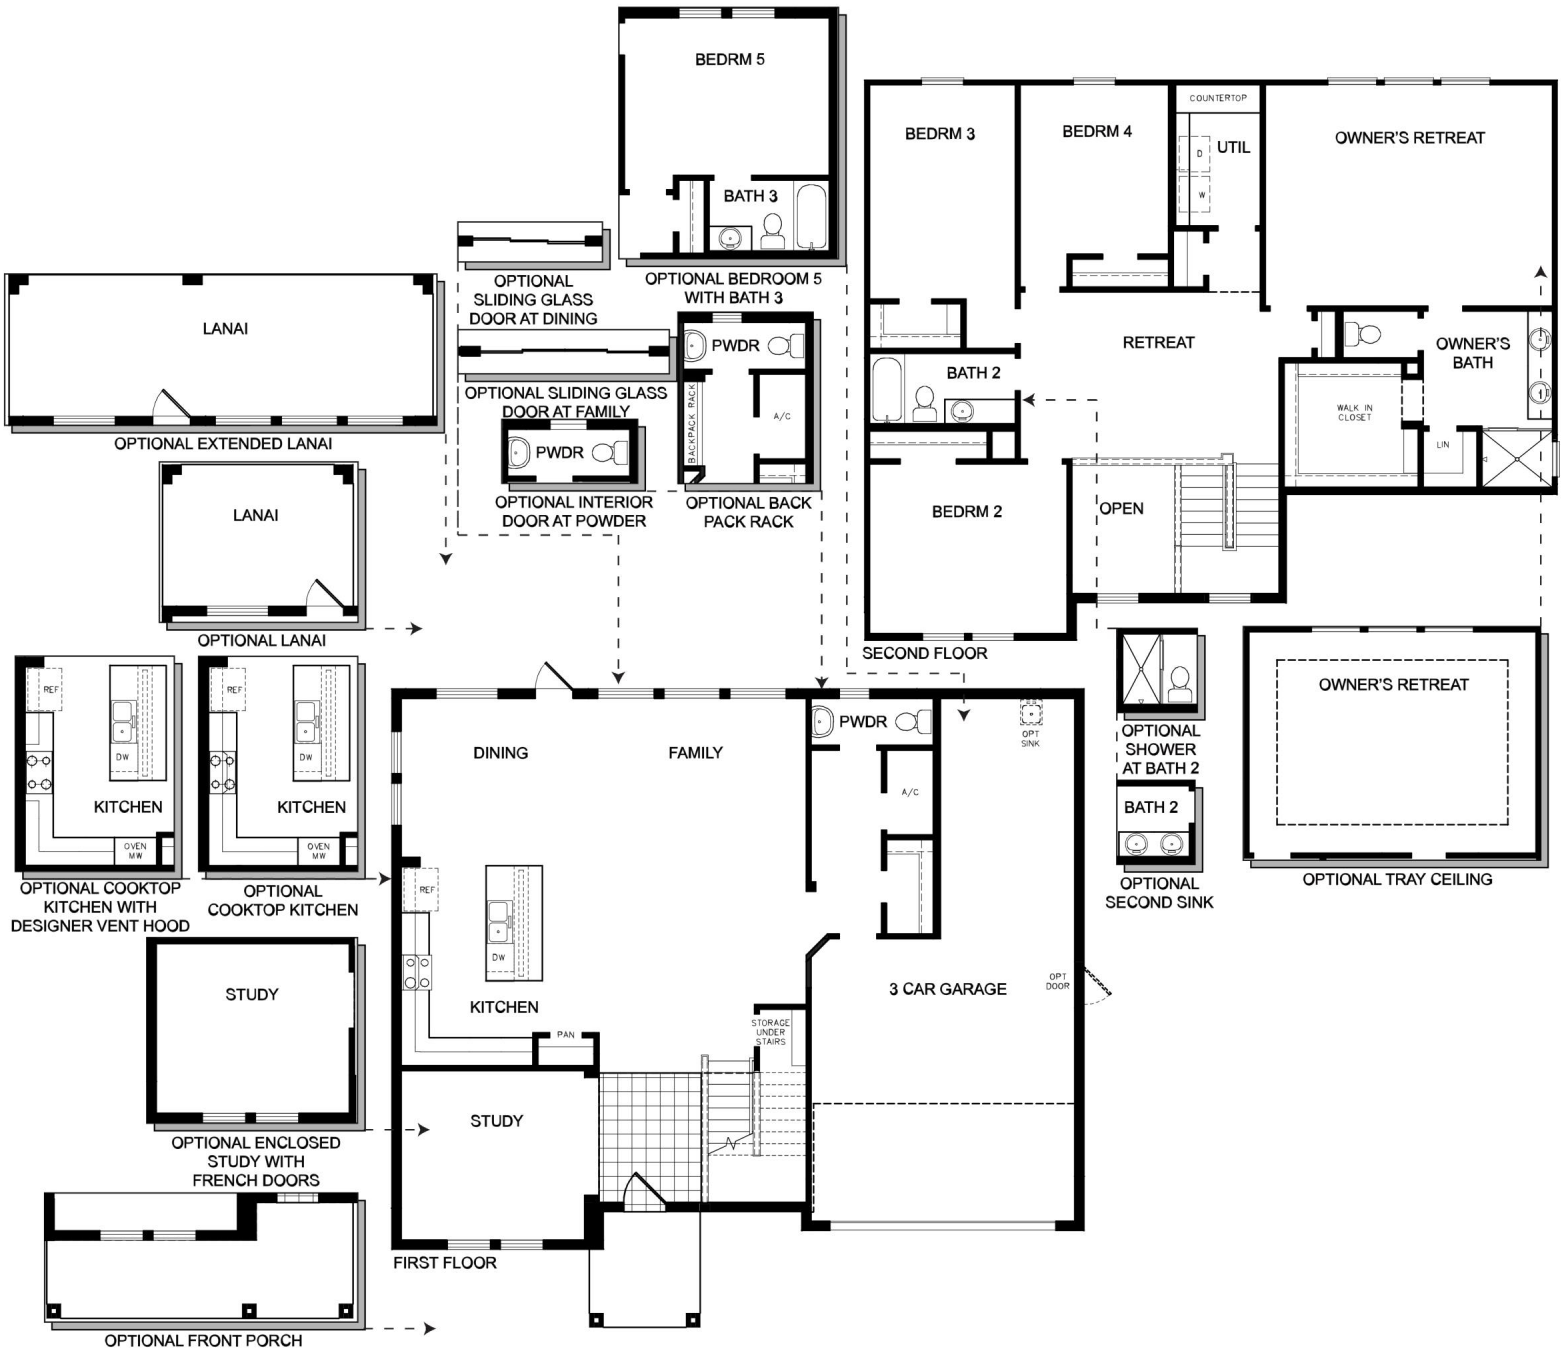 BEDRM 5
BATH 3
OPTIONAL BEDROOM 5
WITH BATH 3
OPTIONAL
SLIDING GLASS
DOOR AT DINING
OPTIONAL SLIDING GLASS
DOOR AT FAMILY
LANAI
OPTIONAL EXTENDED LANAI
LANAI
OPTIONAL LANAI
PWDR
OPTIONAL INTERIOR
DOOR AT POWDER
PWDR
BACKPACK RACK
A/C
OPTIONAL BACK
PACK RACK
BEDRM 3
BEDRM 4
COUNTERTOP
D
W
UTIL
OWNER'S RETREAT
RETREAT
BATH 2
OWNER'S
BATH
WALK IN
CLOSET
LIN
BEDRM 2
OPEN
SECOND FLOOR
REF
DW
KITCHEN
OVEN
MW
OPTIONAL COOKTOP
KITCHEN WITH
DESIGNER VENT HOOD
REF
DW
KITCHEN
OVEN
MW
OPTIONAL
COOKTOP KITCHEN
STUDY
OPTIONAL ENCLOSED
STUDY WITH
FRENCH DOORS
OPTIONAL FRONT PORCH
DINING
FAMILY
PWDR
OPT
SINK
A/C
REF
DW
KITCHEN
PAN
STORAGE
UNDER
STAIRS
3 CAR GARAGE
OPT
DOOR
STUDY
FIRST FLOOR
OPTIONAL
SHOWER
AT BATH 2
BATH 2
OPTIONAL
SECOND SINK
OWNER'S RETREAT
OPTIONAL TRAY CEILING